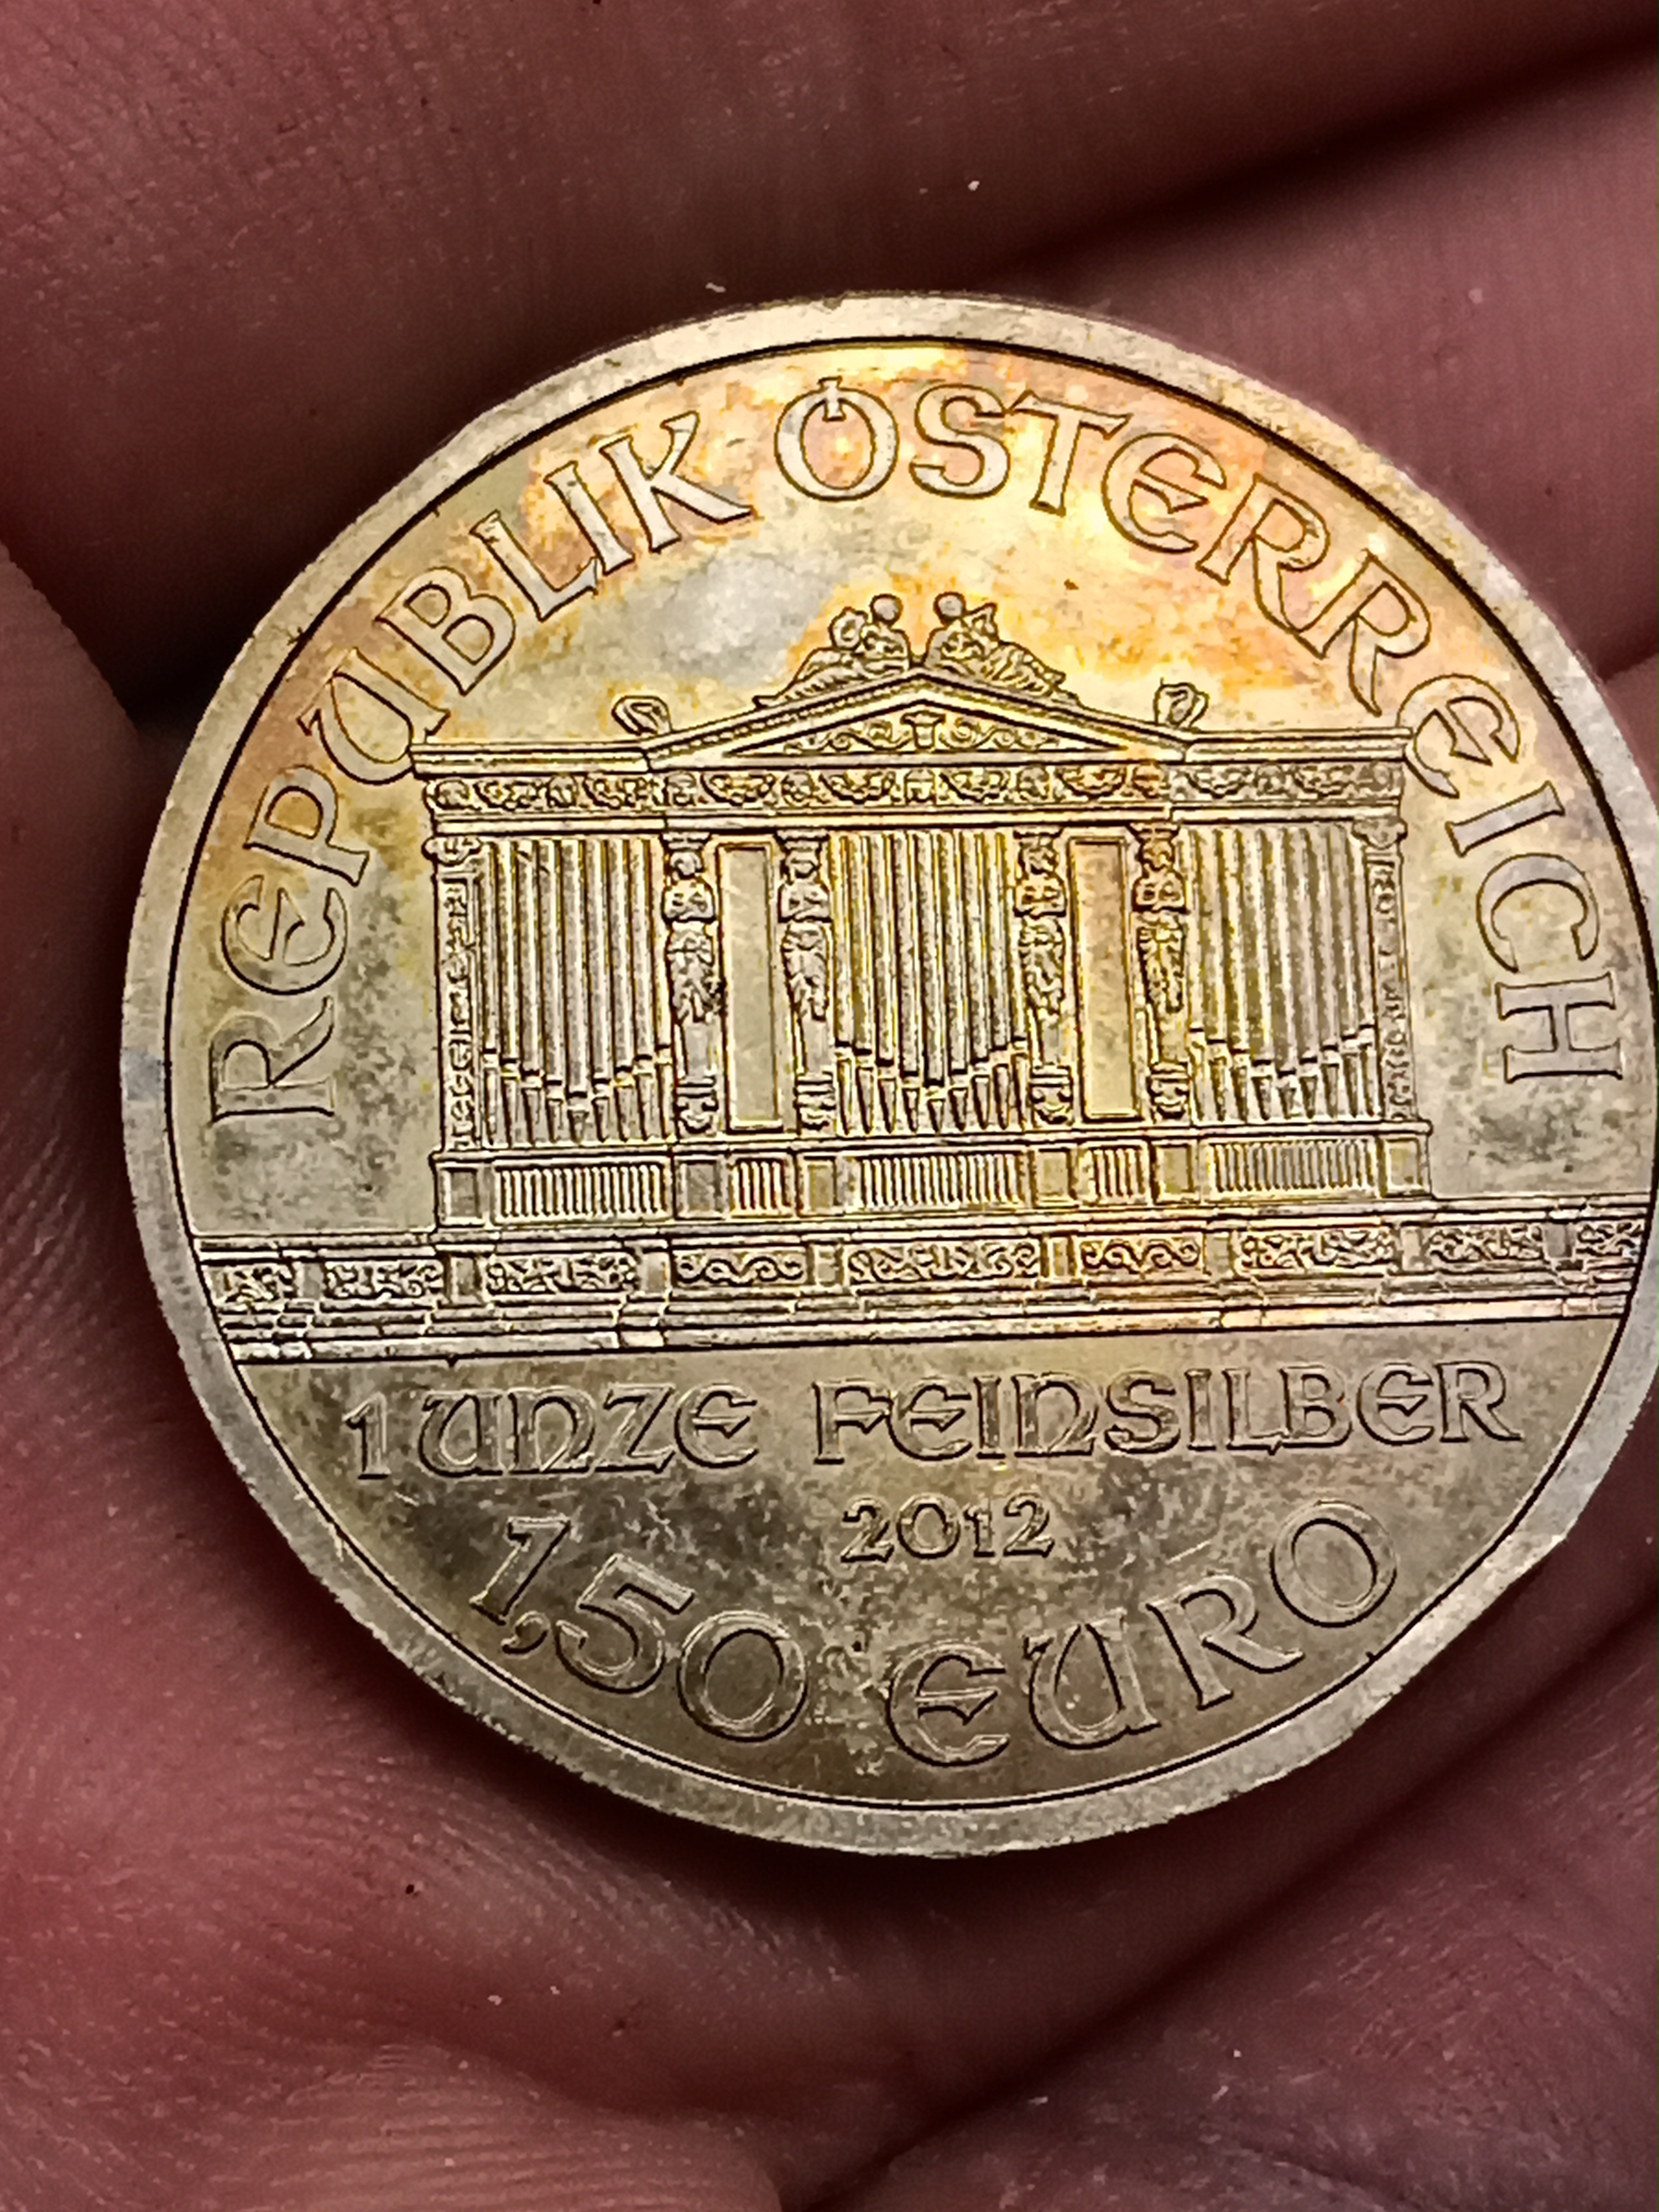 REPUBLIK ÖSTERREICH
1 UNZE FEINSILBER
2012
1,50 EURO